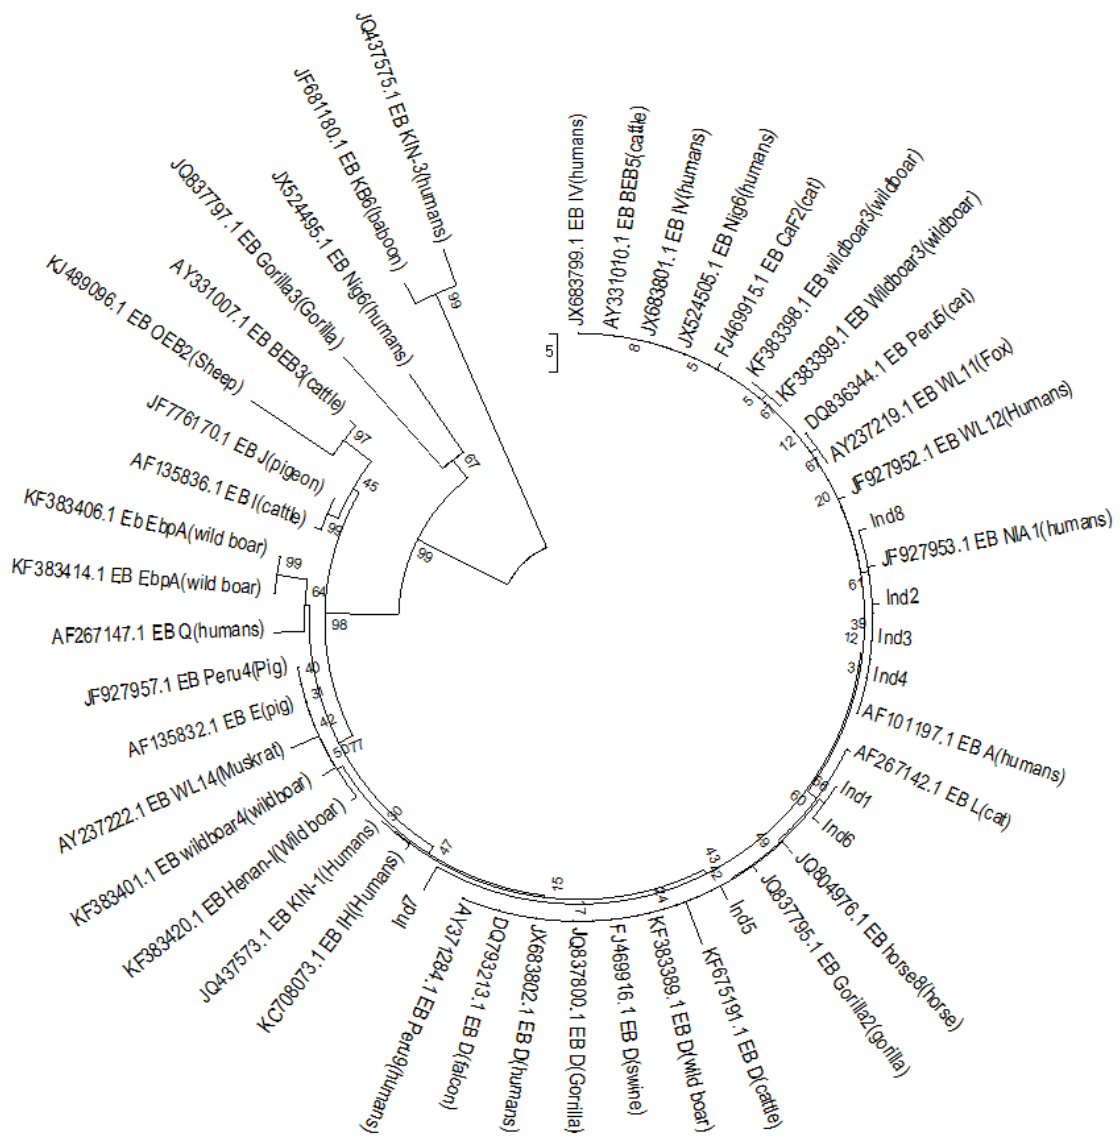 JX683799.1 EB IV(humans)
AY331010.1 EB BEB5(cattle)
JX683801.1 EB IV(humans)
JX524505.1 EB Nig6(humans)
FJ469915.1 EB CaF2(cat)
KF383398.1 EB wildboar3(wildboar)
KF383399.1 EB Wildboar3(wildboar)
DQ836344.1 EB Peru5(cat)
AY237219.1 EB WL11(Fox)
JF927952.1 EB WL12(Humans)
Ind8
JF927953.1 EB NIA1(humans)
Ind2
Ind3
Ind4
AF101197.1 EB A(humans)
AF267142.1 EB L(cat)
Ind1
Ind6
JQ804976.1 EB horse8(horse)
JQ837795.1 EB Gorilla2(gorilla)
Ind5
KF675191.1 EB D(cattle)
KF383389.1 EB D(wild boar)
FJ469916.1 EB D(swine)
JQ837800.1 EB D(Gorrilla)
JX683802.1 EB D(humans)
DQ793213.1 EB D(falcon)
AY371284.1 EB Peru9(humans)
Ind7
KC708073.1 EB IH(Humans)
JQ437573.1 EB KIN-1(Humans)
KF383420.1 EB Henan-I(Wild boar)
KF383401.1 EB wildboar4(wildboar)
AY237222.1 EB WL14(Muskrat)
AF135832.1 EB E(pig)
JF927957.1 EB Peru4(Pig)
AF267147.1 EB Q(humans)
KF383414.1 EB EbpA(wild boar)
KF383406.1 Eb EbpA(wild boar)
AF135836.1 EB I(cattle)
JF776170.1 EB J(pigeon)
KJ489096.1 EB OEB2(Sheep)
AY331007.1 EB BEB3(cattle)
JQ837797.1 EB Gorilla3(Gorilla)
JX524495.1 EB Nig6(humans)
JF681180.1 EB KB6(baboon)
JQ437575.1 EB KIN-3(humans)
5
8
5
5
67
12
67
20
61
39
12
60
49
43
15
7
47
30
77
42
31
40
64
99
98
99
45
97
67
99
99